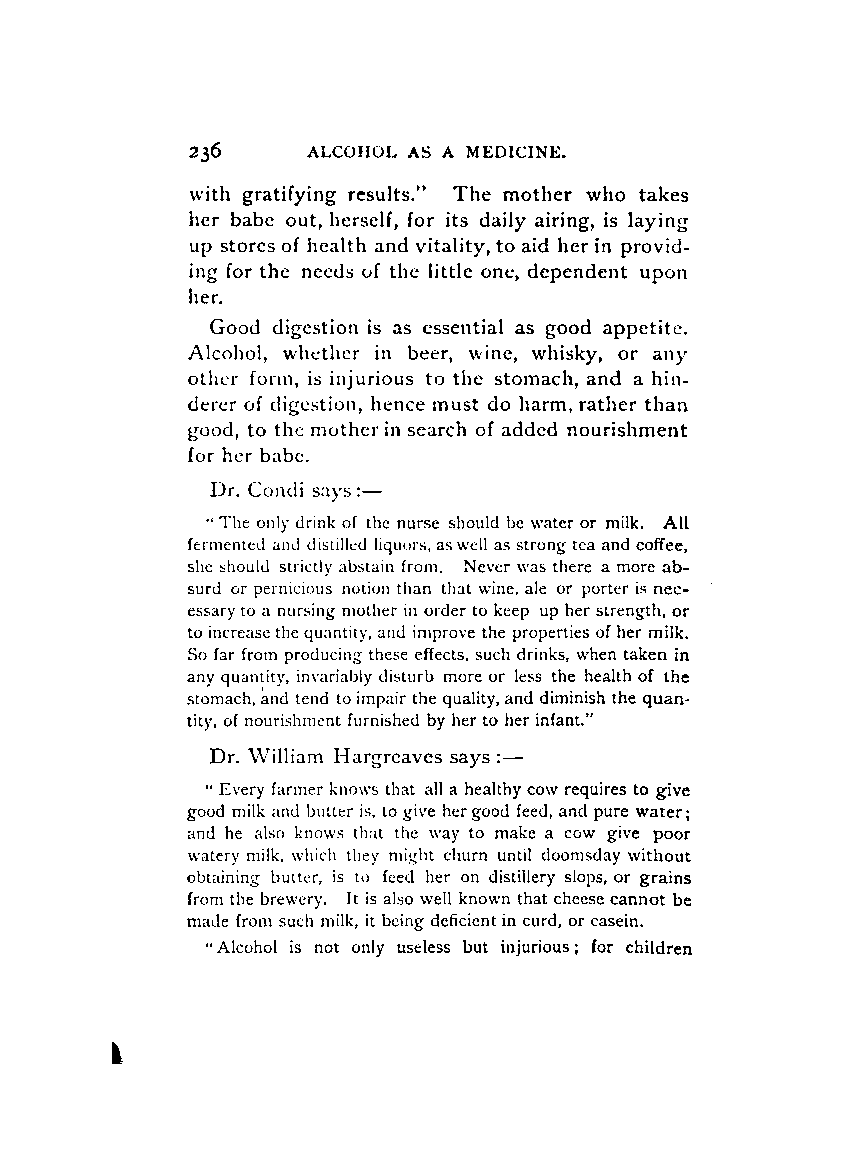 236 ALCOHOL AS A MEDICINE.
with gratifying results." The mother who takes
her babe out, herself, for its daily airing, is laying
up stores of health and vitality, to aid her in provid-
ing for the needs of the little one, dependent upon
her.
Good digestion is as essential as good appetite.
Alcohol, whether in beer, wine, whisky, or any
other form, is injurious to the stomach, and a hin-
derer of digestion, hence must do harm, rather than
good, to the mother in search of added nourishment
for her babe.
Dr. Condi says :—
"The only drink of the nurse should be water or milk. All
fermented and distilled liquors, as well as strong tea and coffee,
she should strictly abstain from. Never was there a more ab-
surd or pernicious notion than that wine, ale or porter is nec-
essary to a nursing mother in order to keep up her strength, or
to increase the quantity, and improve the properties of her milk.
So far from producing these effects, such drinks, when taken in
any quantity, invariably disturb more or less the health of the
stomach, and tend to impair the quality, and diminish the quan-
tity, of nourishment furnished by her to her infant."
Dr. William Hargreaves says :—
"Every farmer knows that all a healthy cow requires to give
good milk and butter is, to give her good feed, and pure water;
and he also knows that the way to make a cow give poor
watery milk, which they might churn until doomsday without
obtaining butter, is to feed her on distillery slops, or grains
from the brewery. It is also well known that cheese cannot be
made from such milk, it being deficient in curd, or casein.
"Alcohol is not only useless but injurious; for children